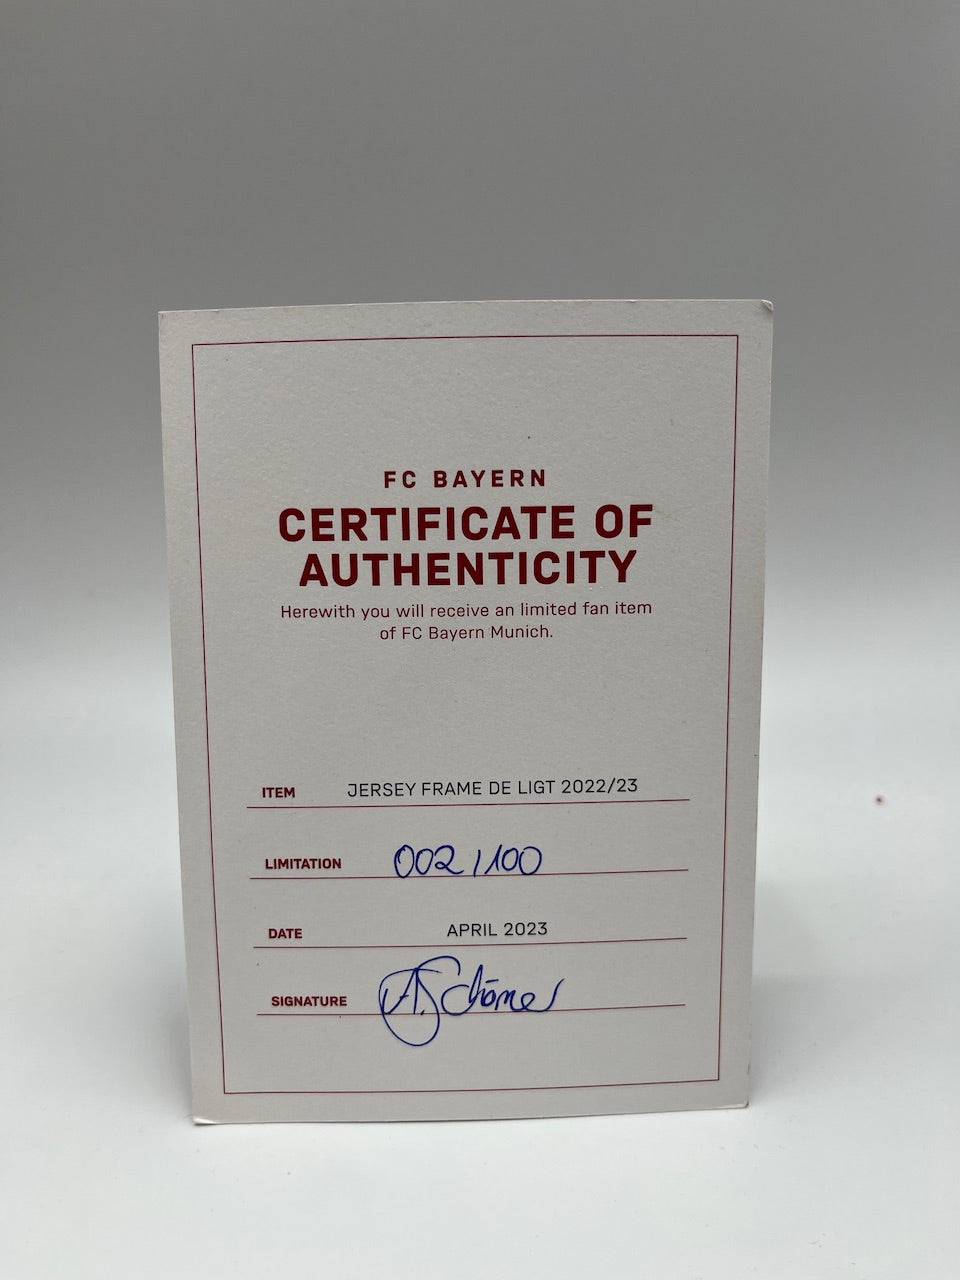 FC BAYERN
CERTIFICATE OF
AUTHENTICITY
Herewith you will receive an limited fan item
of FC Bayern Munich.
ITEM JERSEY FRAME DE LIGT 2022/23
LIMITATION 002/100
DATE APRIL 2023
SIGNATURE